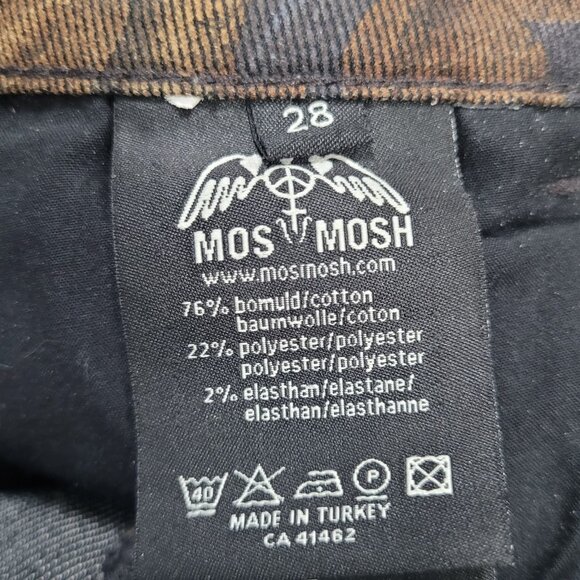 28
MOS MOSH
www.mosmosh.com
76% bomuld/cotton
baumwolle/coton
22% polyester/polyester
polyester/polyester
2% elasthan/elastane/
elasthan/elasthanne
40 P
MADE IN TURKEY
CA 41462